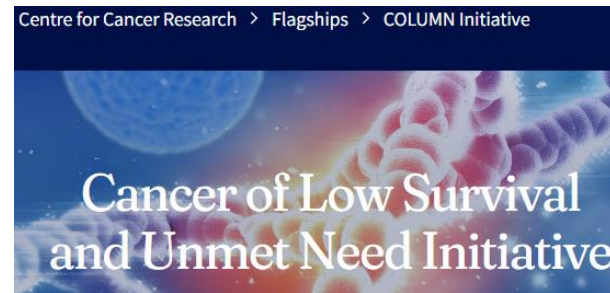 Centre for Cancer Research > Flagships > COLUMN Initiative
Cancer of Low Survival
and Unmet Need Initiative